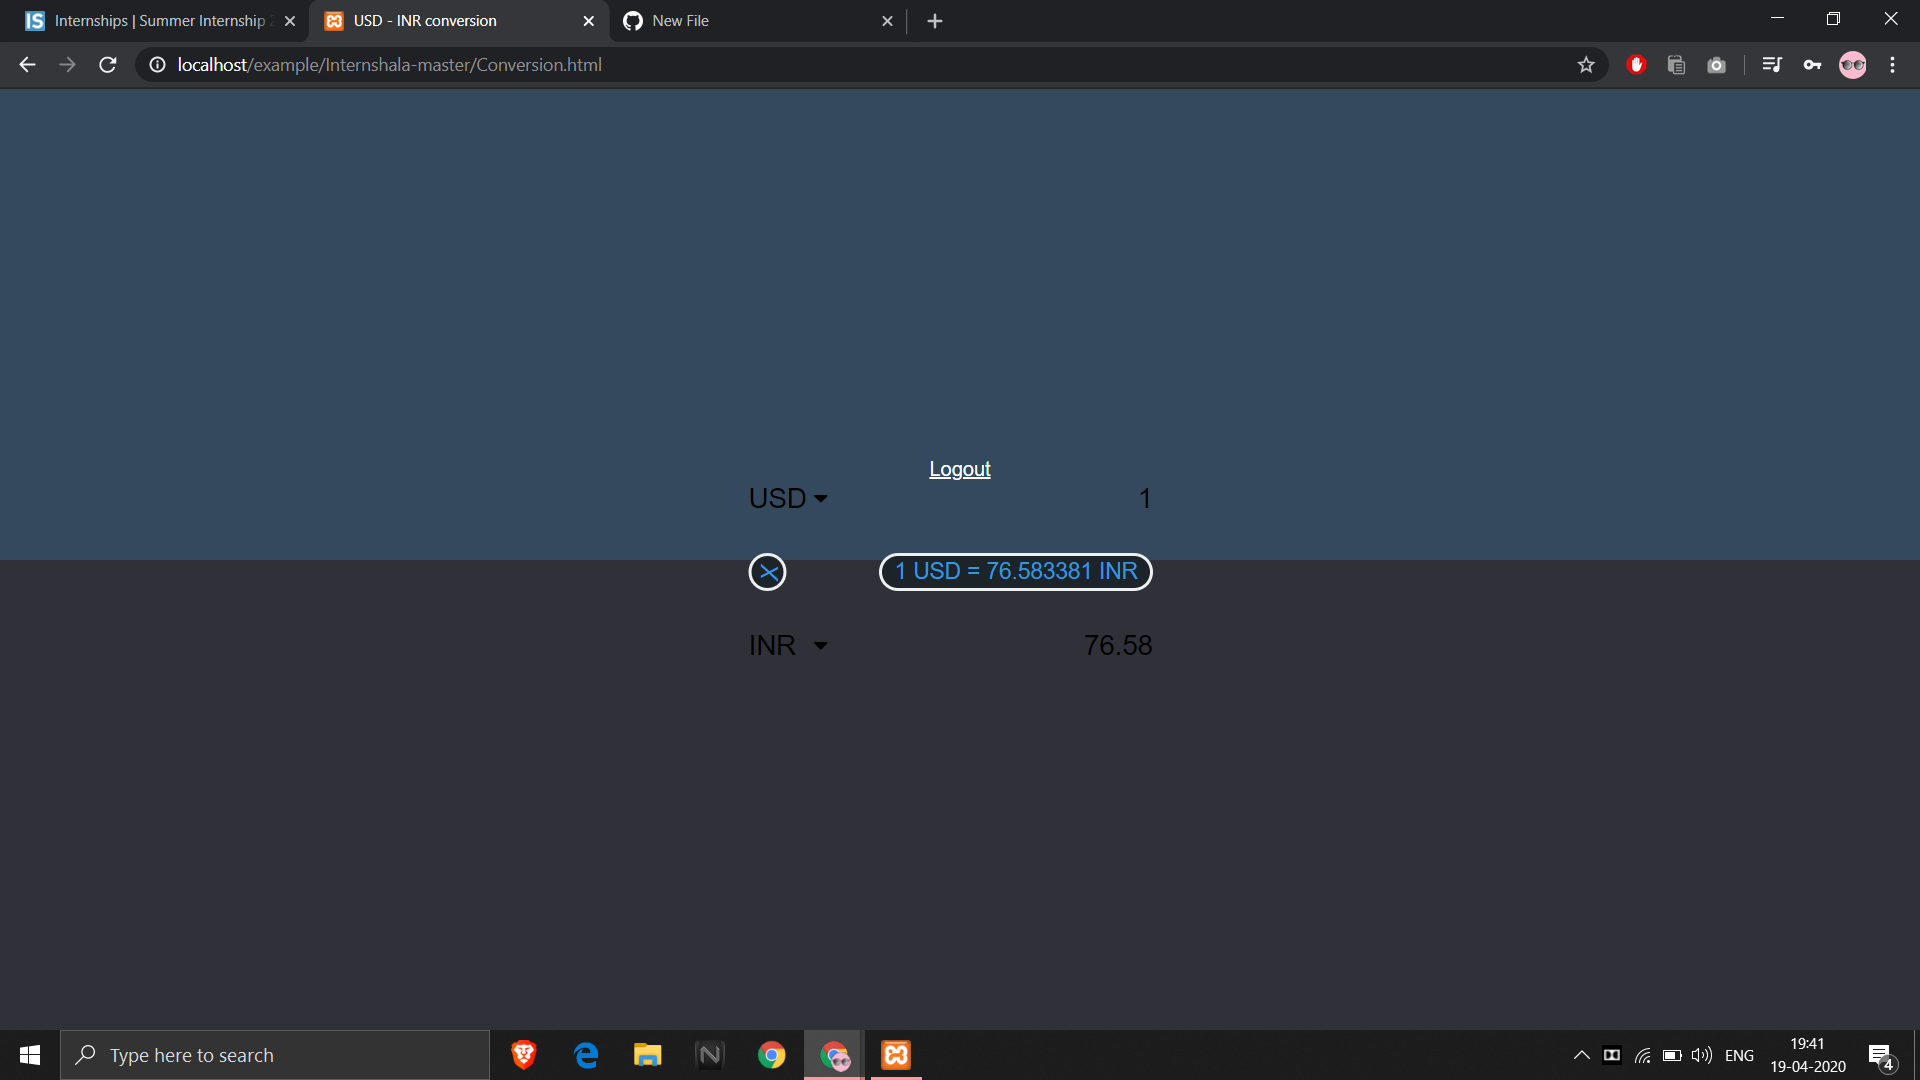 IS Internships | Summer Internship
USD - INR conversion
New File
localhost/example/Internshala-master/Conversion.html
Logout
USD 1
1 USD = 76.583381 INR
INR 76.58
Type here to search
ENG
19:41
19-04-2020
4